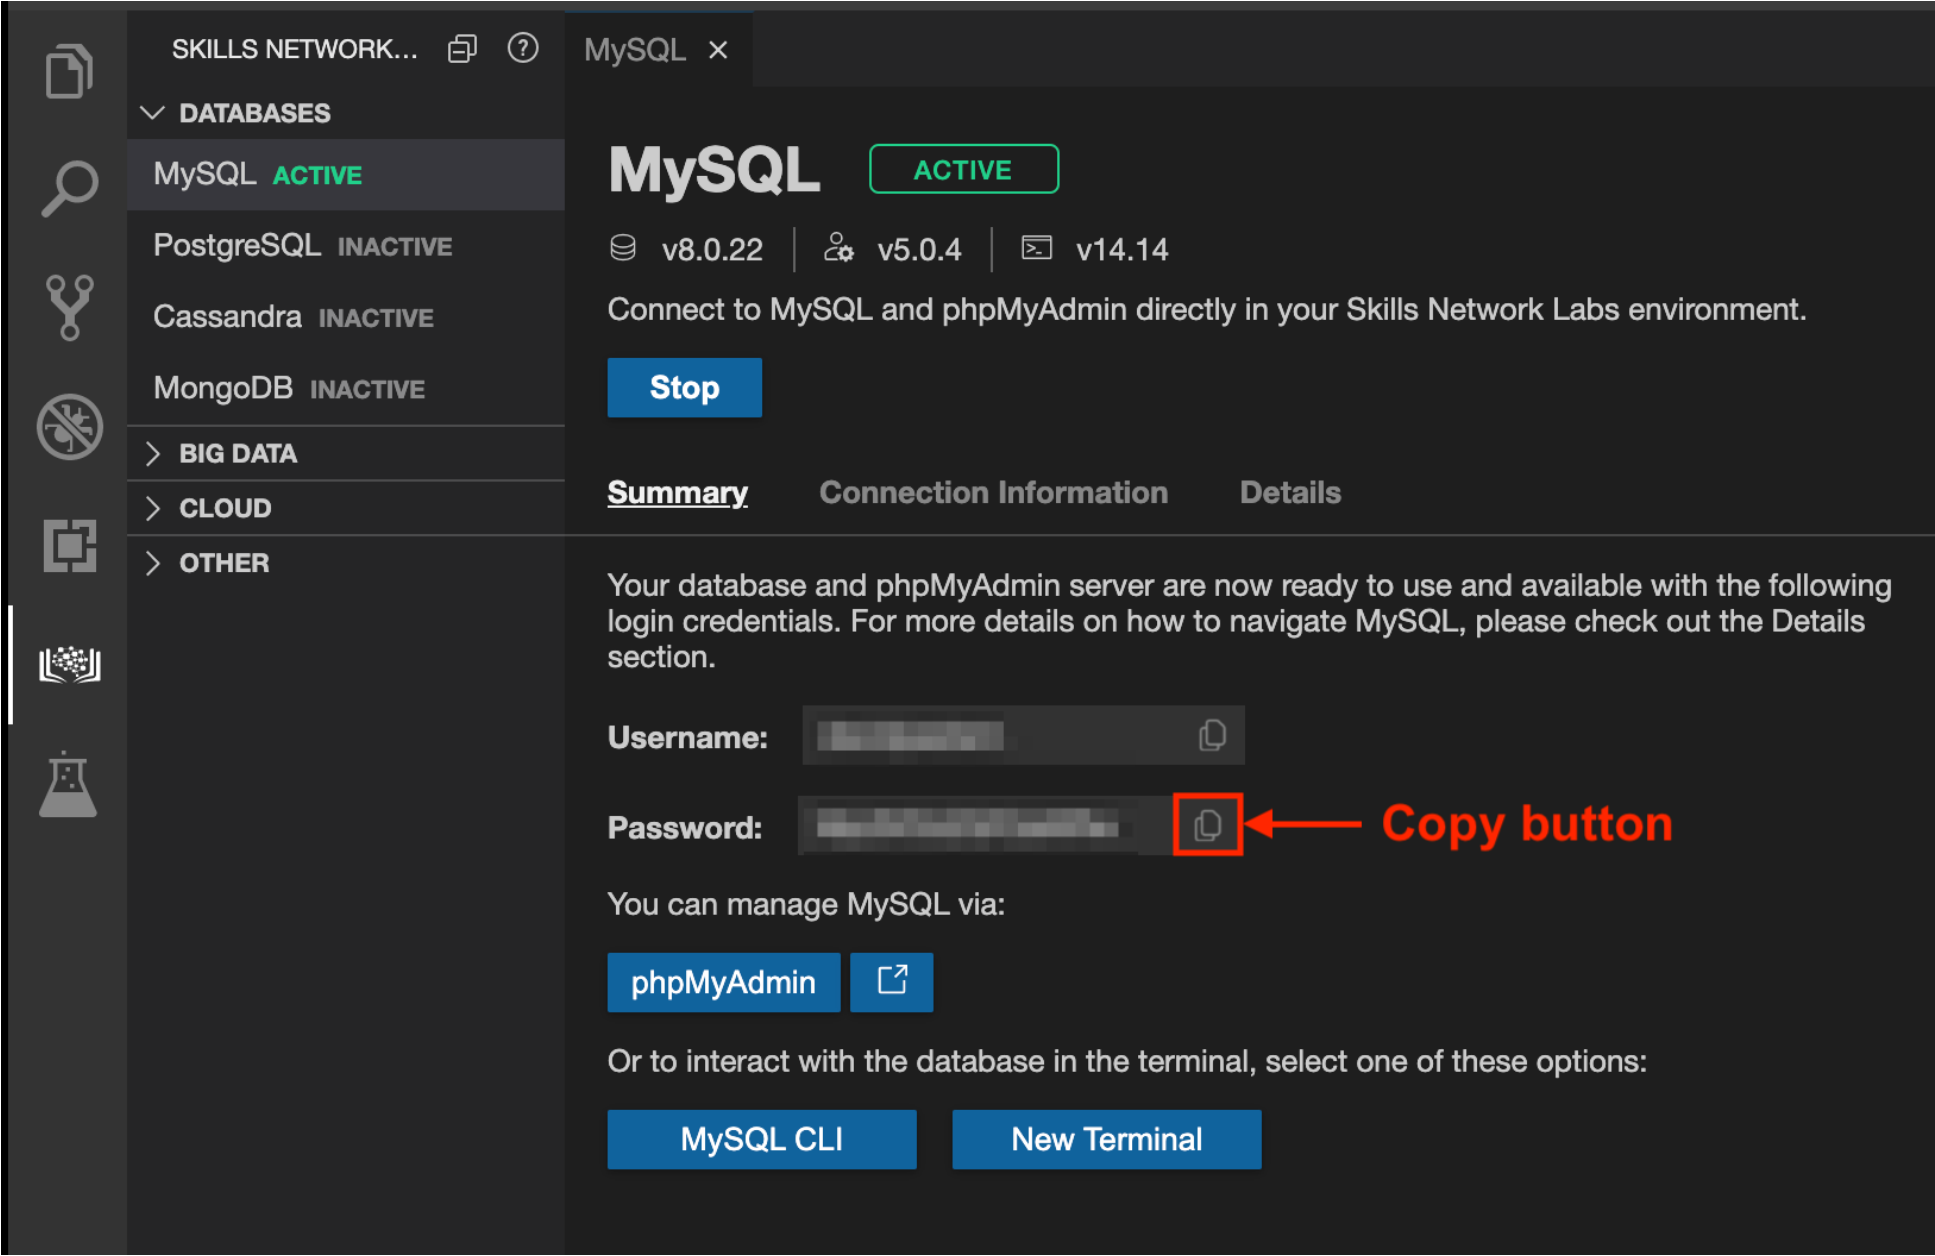 SKILLS NETWORK...
DATABASES
MySQL ACTIVE
PostgreSQL INACTIVE
Cassandra INACTIVE
MongoDB INACTIVE
BIG DATA
CLOUD
OTHER
MySQL
MySQL ACTIVE
v8.0.22 v5.0.4 v14.14
Connect to MySQL and phpMyAdmin directly in your Skills Network Labs environment.
Stop
Summary Connection Information Details
Your database and phpMyAdmin server are now ready to use and available with the following
login credentials. For more details on how to navigate MySQL, please check out the Details
section.
Username:
Password:
Copy button
You can manage MySQL via:
phpMyAdmin
Or to interact with the database in the terminal, select one of these options:
MySQL CLI New Terminal